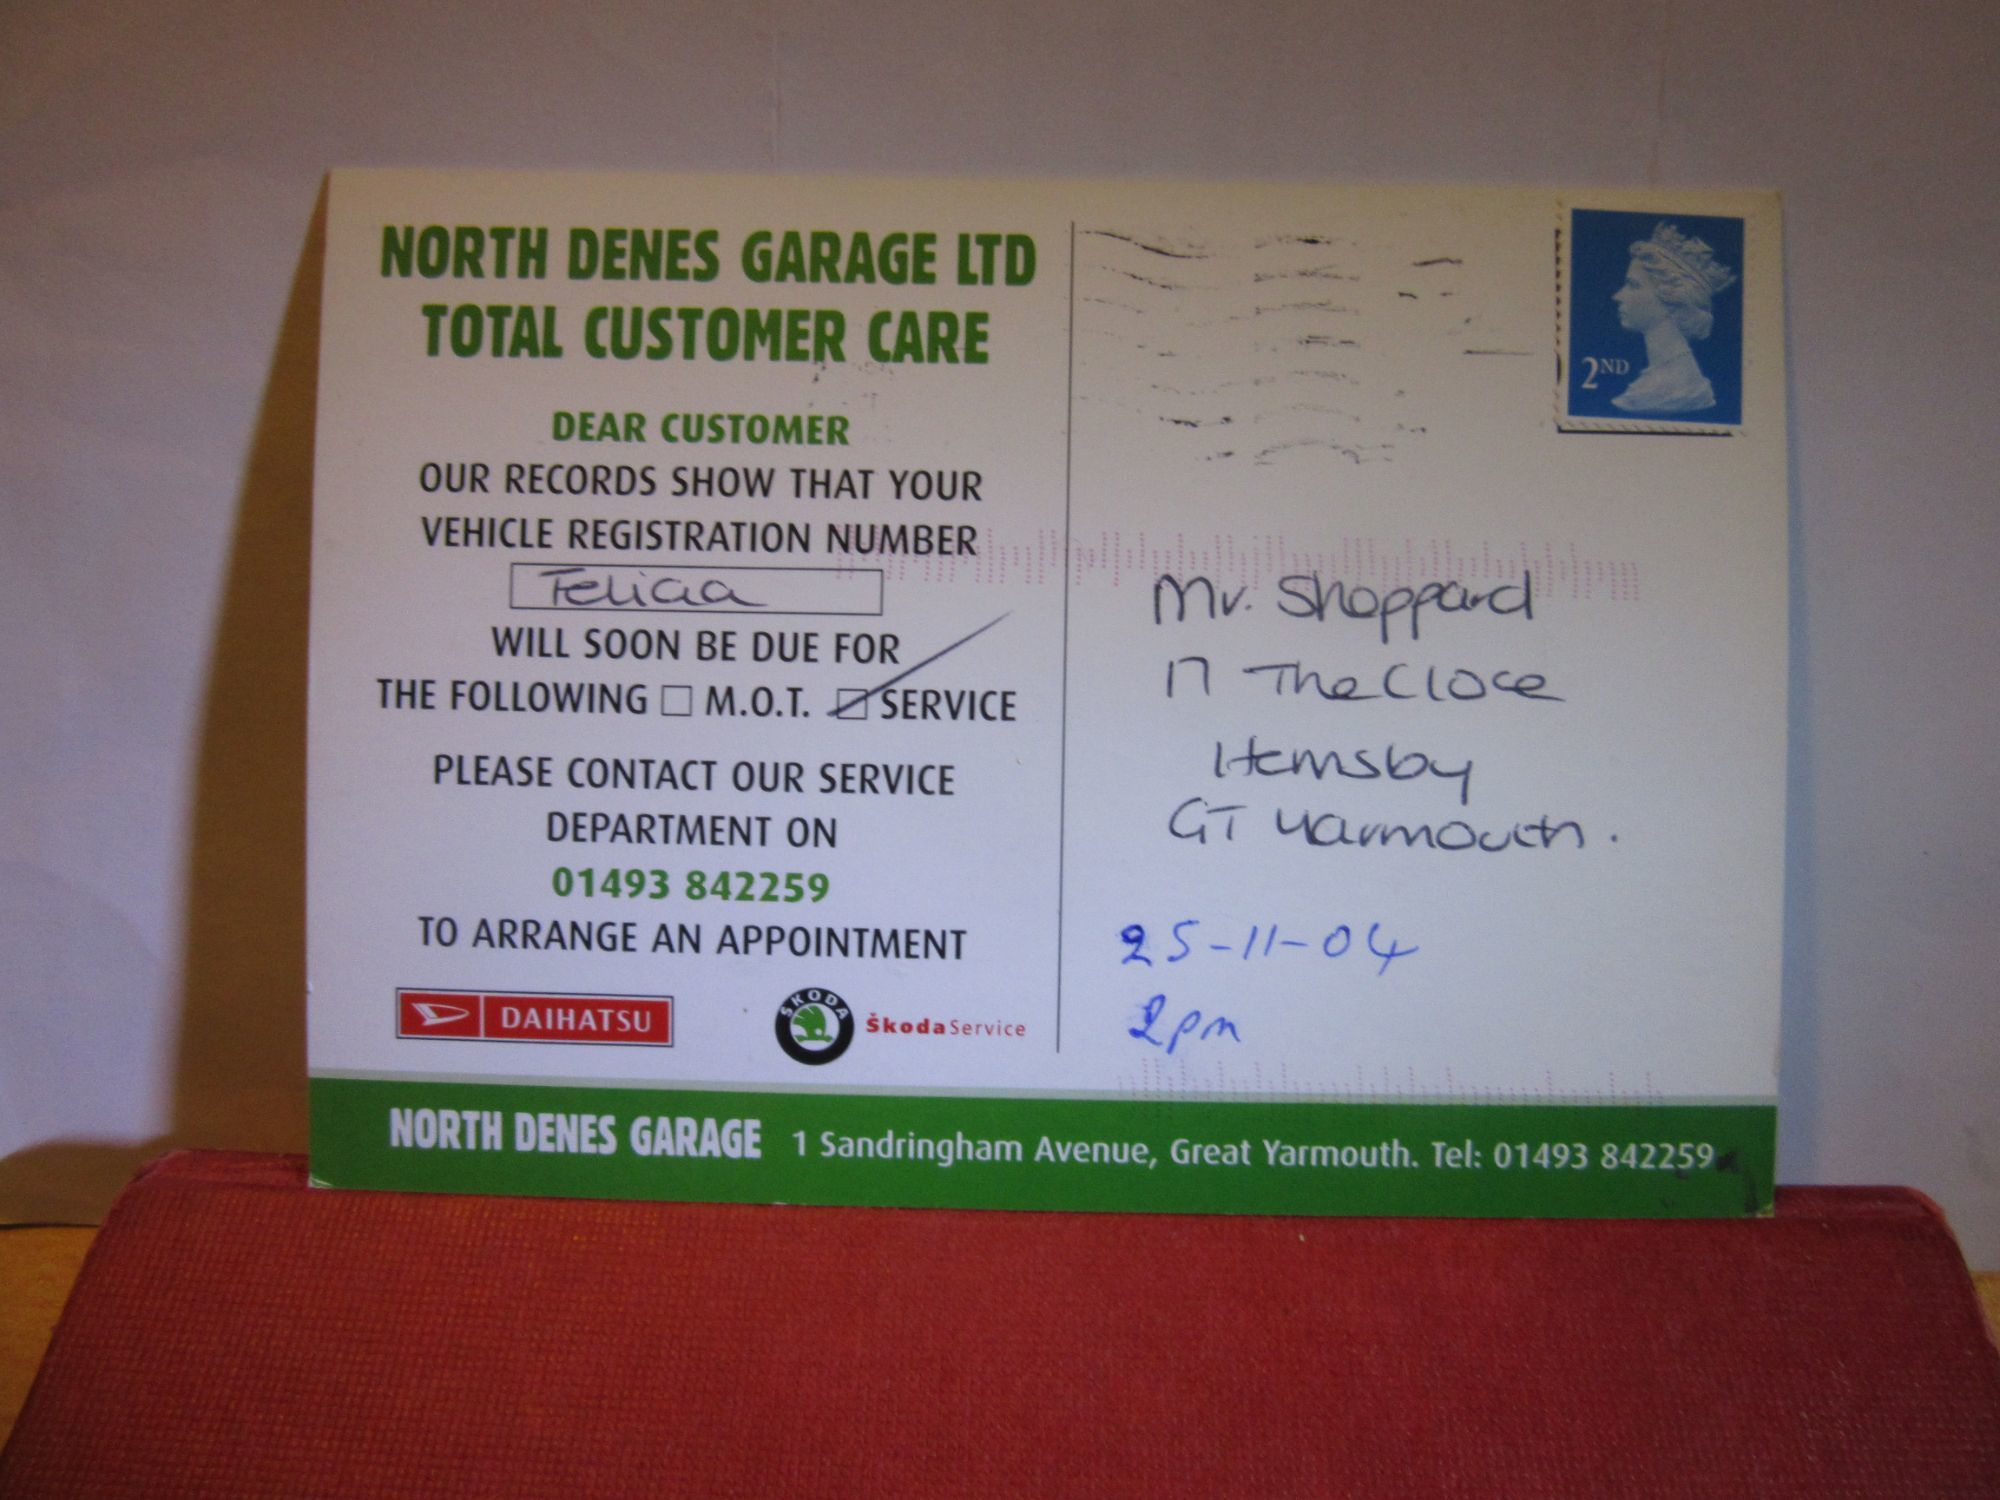 NORTH DENES GARAGE LTD
TOTAL CUSTOMER CARE
DEAR CUSTOMER
OUR RECORDS SHOW THAT YOUR
VEHICLE REGISTRATION NUMBER
Felicia
WILL SOON BE DUE FOR
THE FOLLOWING □ M.O.T. ☑ SERVICE
PLEASE CONTACT OUR SERVICE
DEPARTMENT ON
01493 842259
TO ARRANGE AN APPOINTMENT
DAIHATSU
ŠKODA
ŠkodaService
2ND
Mr. Sheppard
17 The Close
Hemsby
GT Yarmouth.
25-11-04
2pm
NORTH DENES GARAGE 1 Sandringham Avenue, Great Yarmouth. Tel: 01493 842259